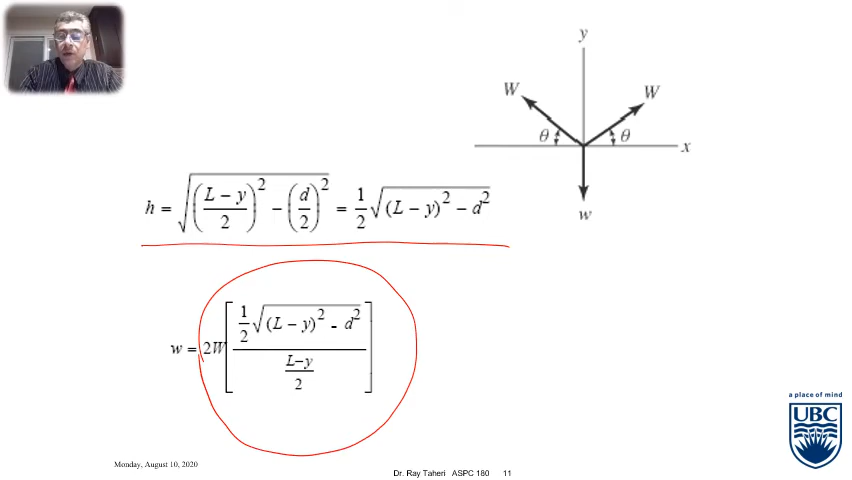 y
W W
θ θ
x
w
h = √((L − y)/2)² − (d/2)² = 1/2 √(L − y)² − d²
w = 2W [ (1/2 √(L − y)² - d²) / ((L−y)/2) ]
a place of mind
UBC
Monday, August 10, 2020
Dr. Ray Taheri ASPC 180 11